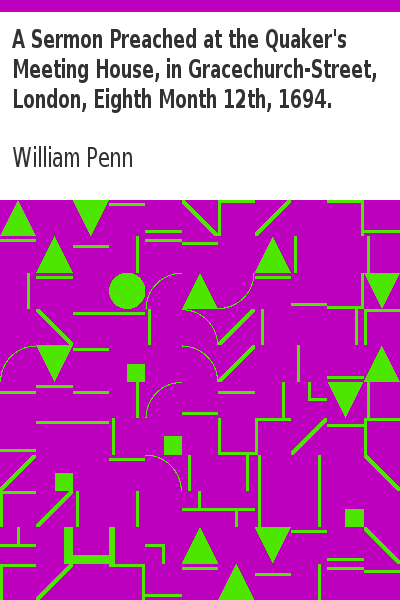 A Sermon Preached at the Quaker's
Meeting House, in Gracechurch-Street,
London, Eighth Month 12th, 1694.
William Penn